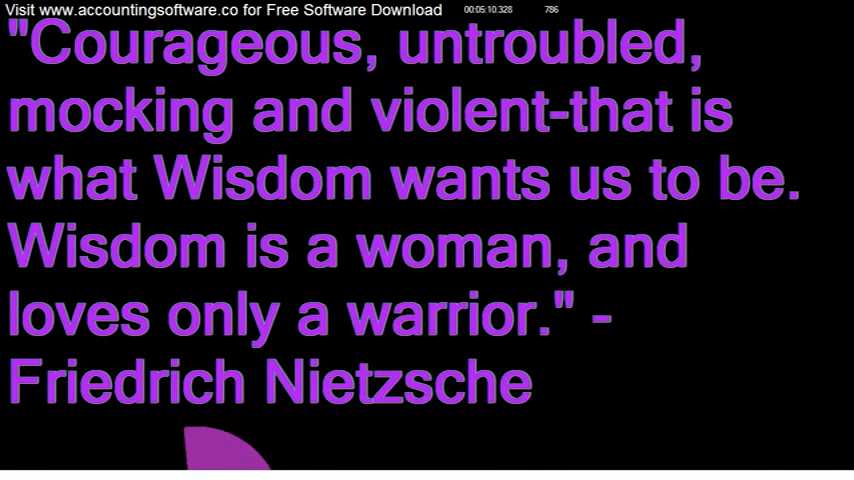 Visit www.accountingsoftware.co for Free Software Download 00:05:10.328 786
"Courageous, untroubled,
mocking and violent-that is
what Wisdom wants us to be.
Wisdom is a woman, and
loves only a warrior." -
Friedrich Nietzsche